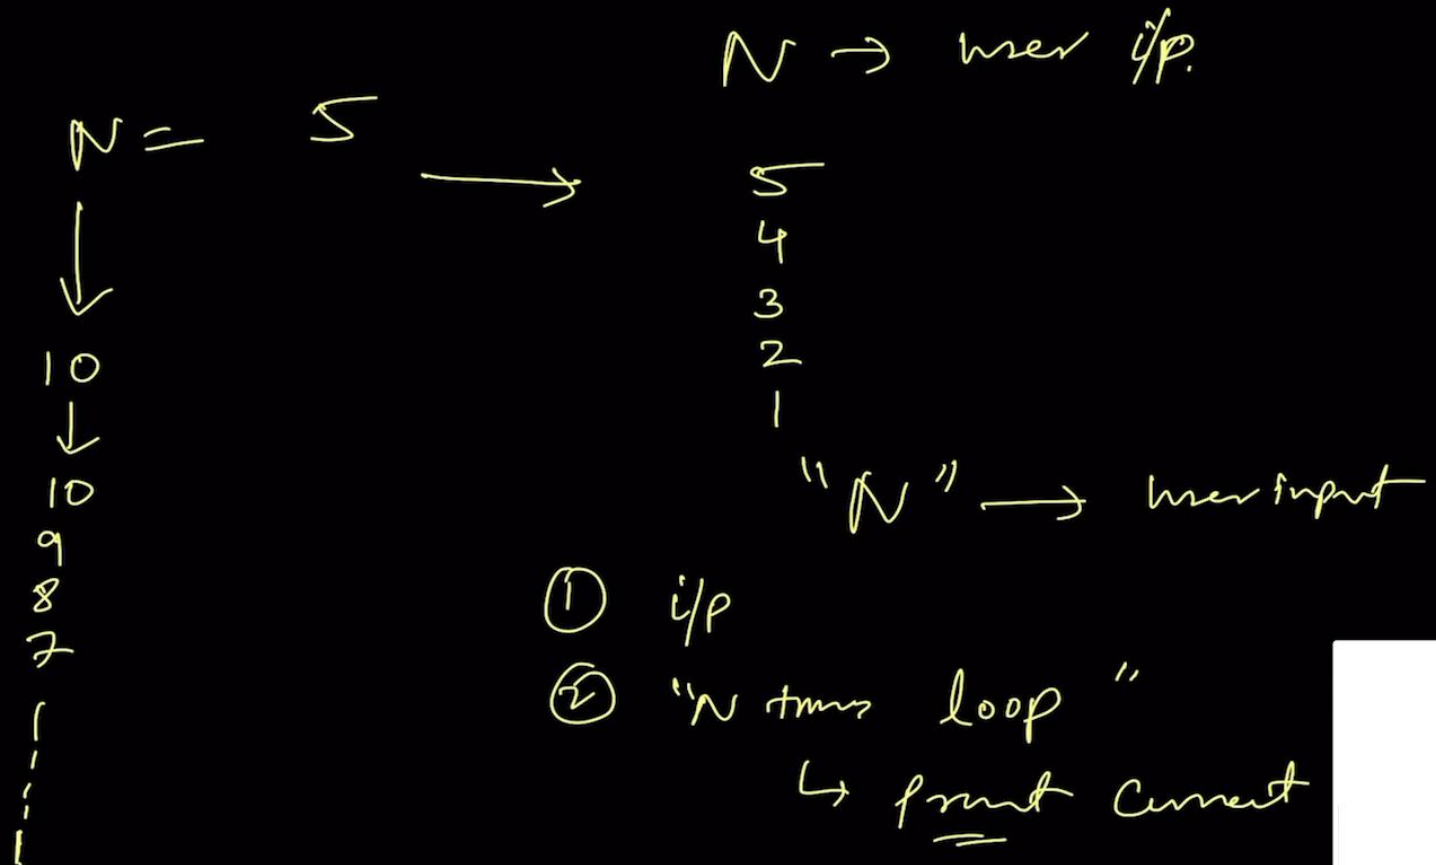 N → user i/p.
N = 5 →
↓
10
↓
10
9
8
7
5
4
3
2
1
"N" → user input
① i/p
② "N times loop"
↳ print current